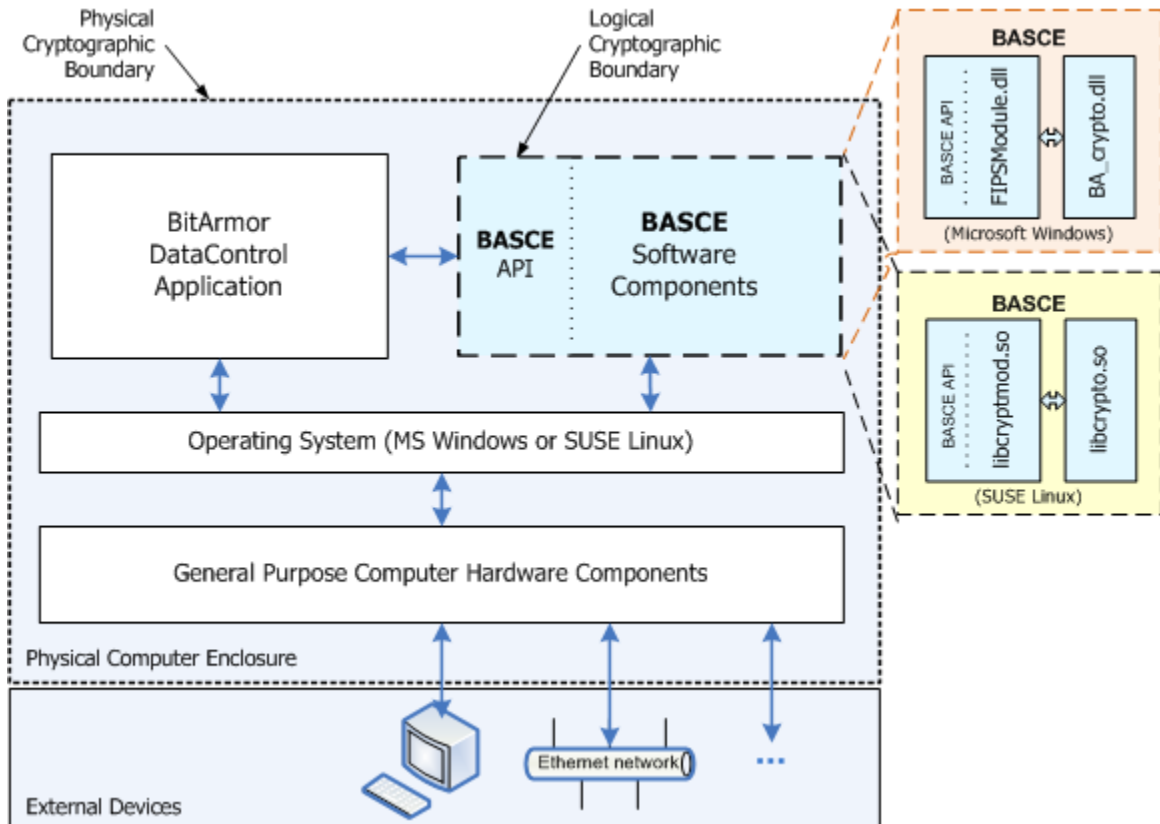 Physical
Cryptographic
Boundary
Logical
Cryptographic
Boundary
BitArmor
DataControl
Application
BASCE
API
BASCE
Software
Components
Operating System (MS Windows or SUSE Linux)
General Purpose Computer Hardware Components
Physical Computer Enclosure
Ethernet network
...
External Devices
BASCE
BASCE API
FIPSModule.dll
BA_crypto.dll
(Microsoft Windows)
BASCE
BASCE API
libcryptmod.so
libcrypto.so
(SUSE Linux)